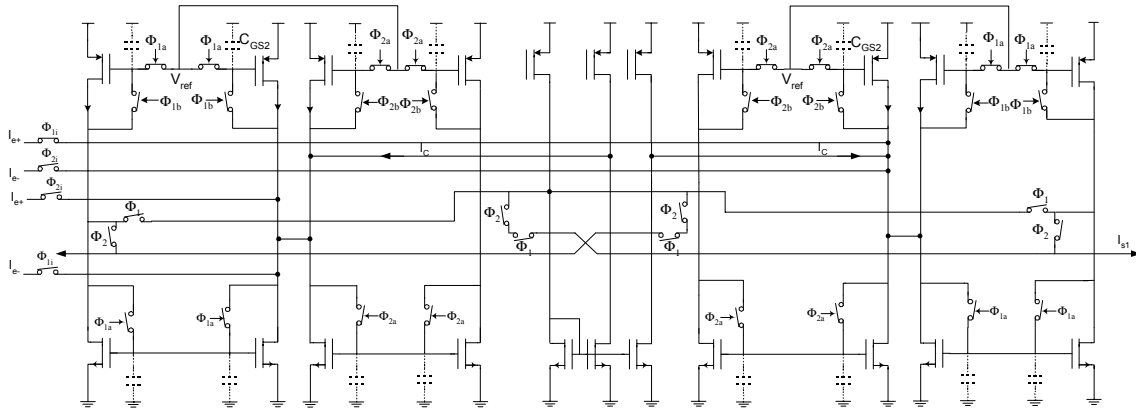 Φ1a Φ1a CGS2 Φ2a Φ2a Φ2a Φ2a CGS2 Φ1a Φ1a
Vref Vref
Φ1b Φ1b Φ2b Φ2b Φ2b Φ2b Φ1b Φ1b
Ie+ Φ1i
IC IC
Ie- Φ2i
Ie+ Φ2i
Φ1 Φ2 Φ2 Φ1
Φ2 Φ1 Φ1 Φ2
Is1
Ie- Φ1i
Φ1a Φ1a Φ2a Φ2a Φ2a Φ2a Φ1a Φ1a